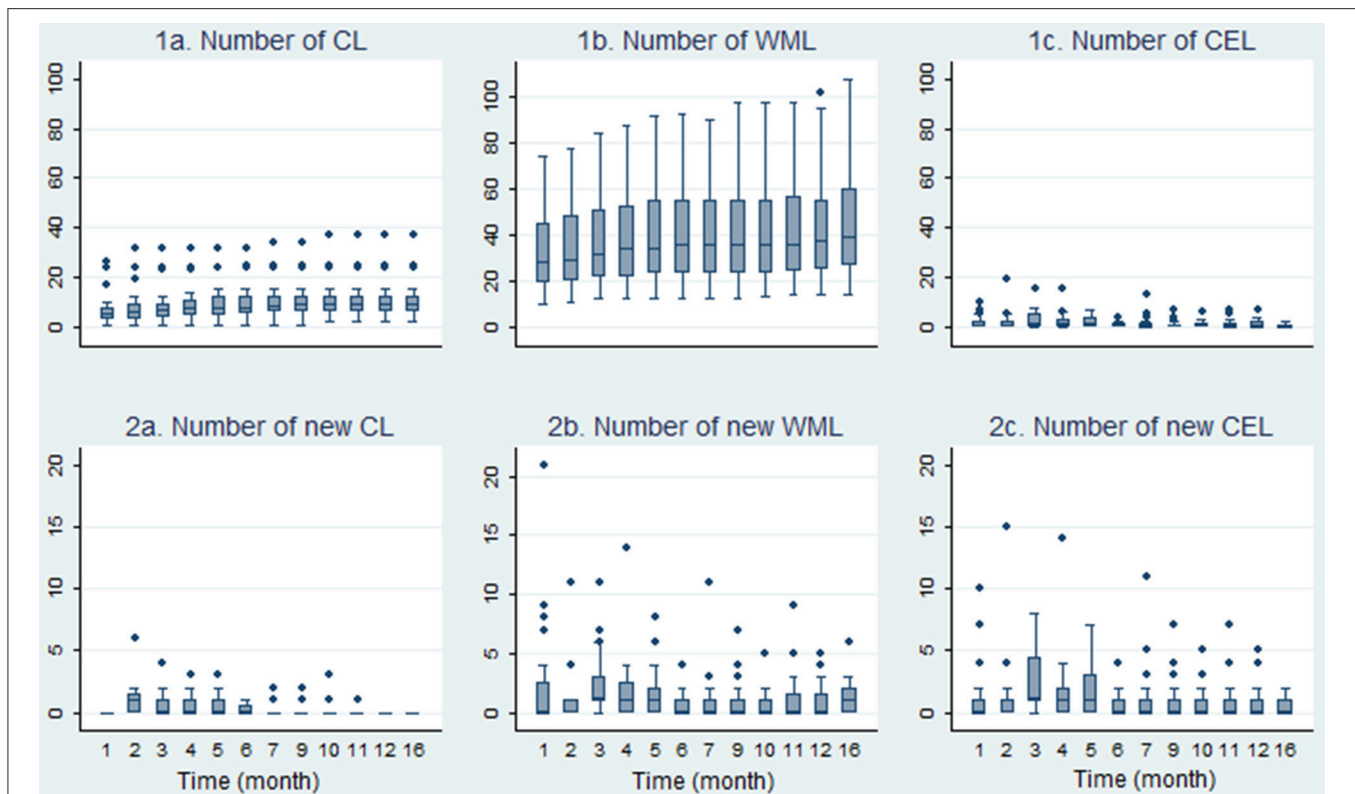 1a. Number of CL
100
80
60
40
20
0
1b. Number of WML
100
80
60
40
20
0
1c. Number of CEL
100
80
60
40
20
0
2a. Number of new CL
20
15
10
5
0
1 2 3 4 5 6 7 9 10 11 12 16
Time (month)
2b. Number of new WML
20
15
10
5
0
1 2 3 4 5 6 7 9 10 11 12 16
Time (month)
2c. Number of new CEL
20
15
10
5
0
1 2 3 4 5 6 7 9 10 11 12 16
Time (month)